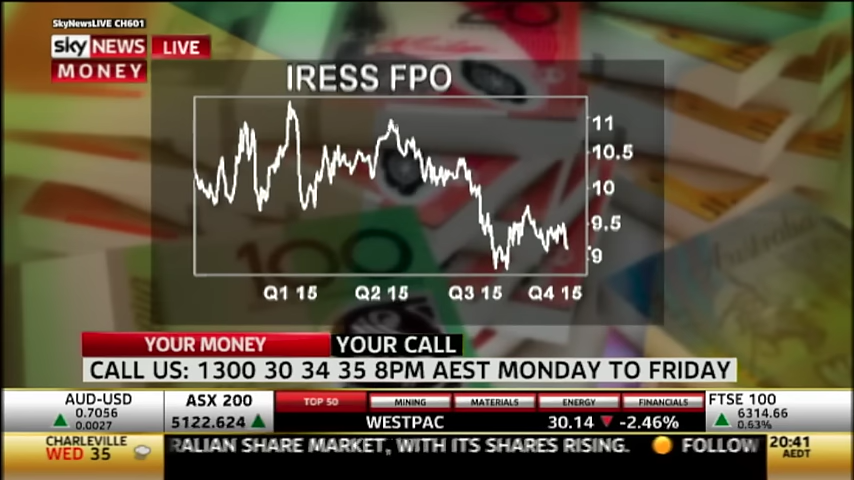 SkyNewsLIVE CH601
sky NEWS LIVE
MONEY
IRESS FPO
11
10.5
10
9.5
9
Q1 15 Q2 15 Q3 15 Q4 15
100
Australia
YOUR MONEY YOUR CALL
CALL US: 1300 30 34 35 8PM AEST MONDAY TO FRIDAY
AUD-USD
0.7056
0.0027
ASX 200
5122.624
TOP 50 MINING MATERIALS ENERGY FINANCIALS
WESTPAC 30.14 -2.46%
FTSE 100
6314.66
0.63%
CHARLEVILLE
WED 35
RALIAN SHARE MARKET, WITH ITS SHARES RISING. FOLLOW
20:41
AEDT